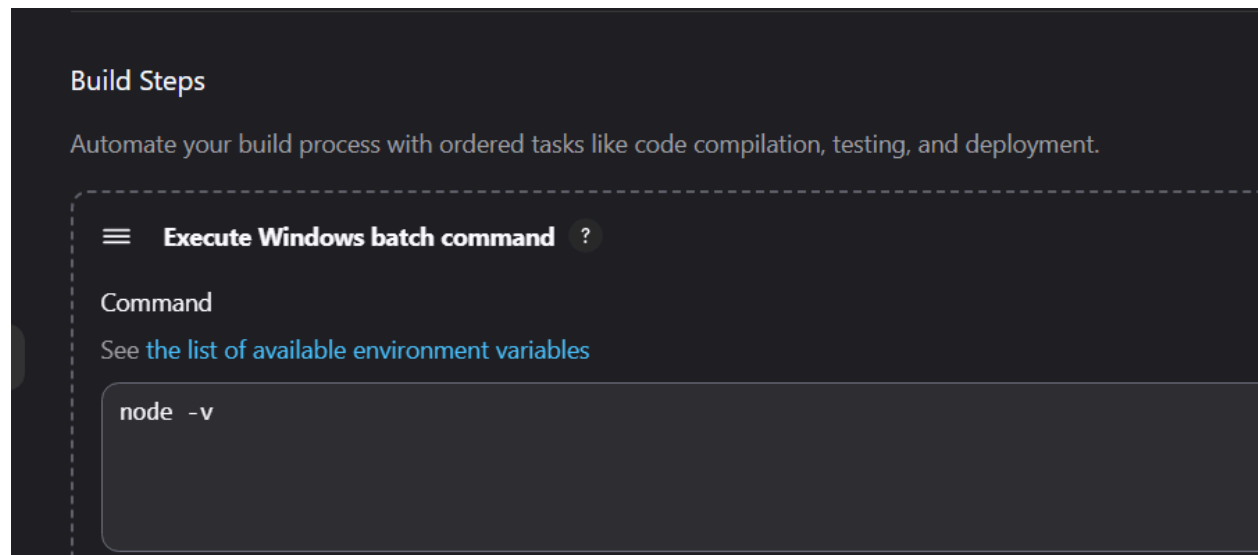 Build Steps
Automate your build process with ordered tasks like code compilation, testing, and deployment.
Execute Windows batch command ?
Command
See the list of available environment variables
node -v